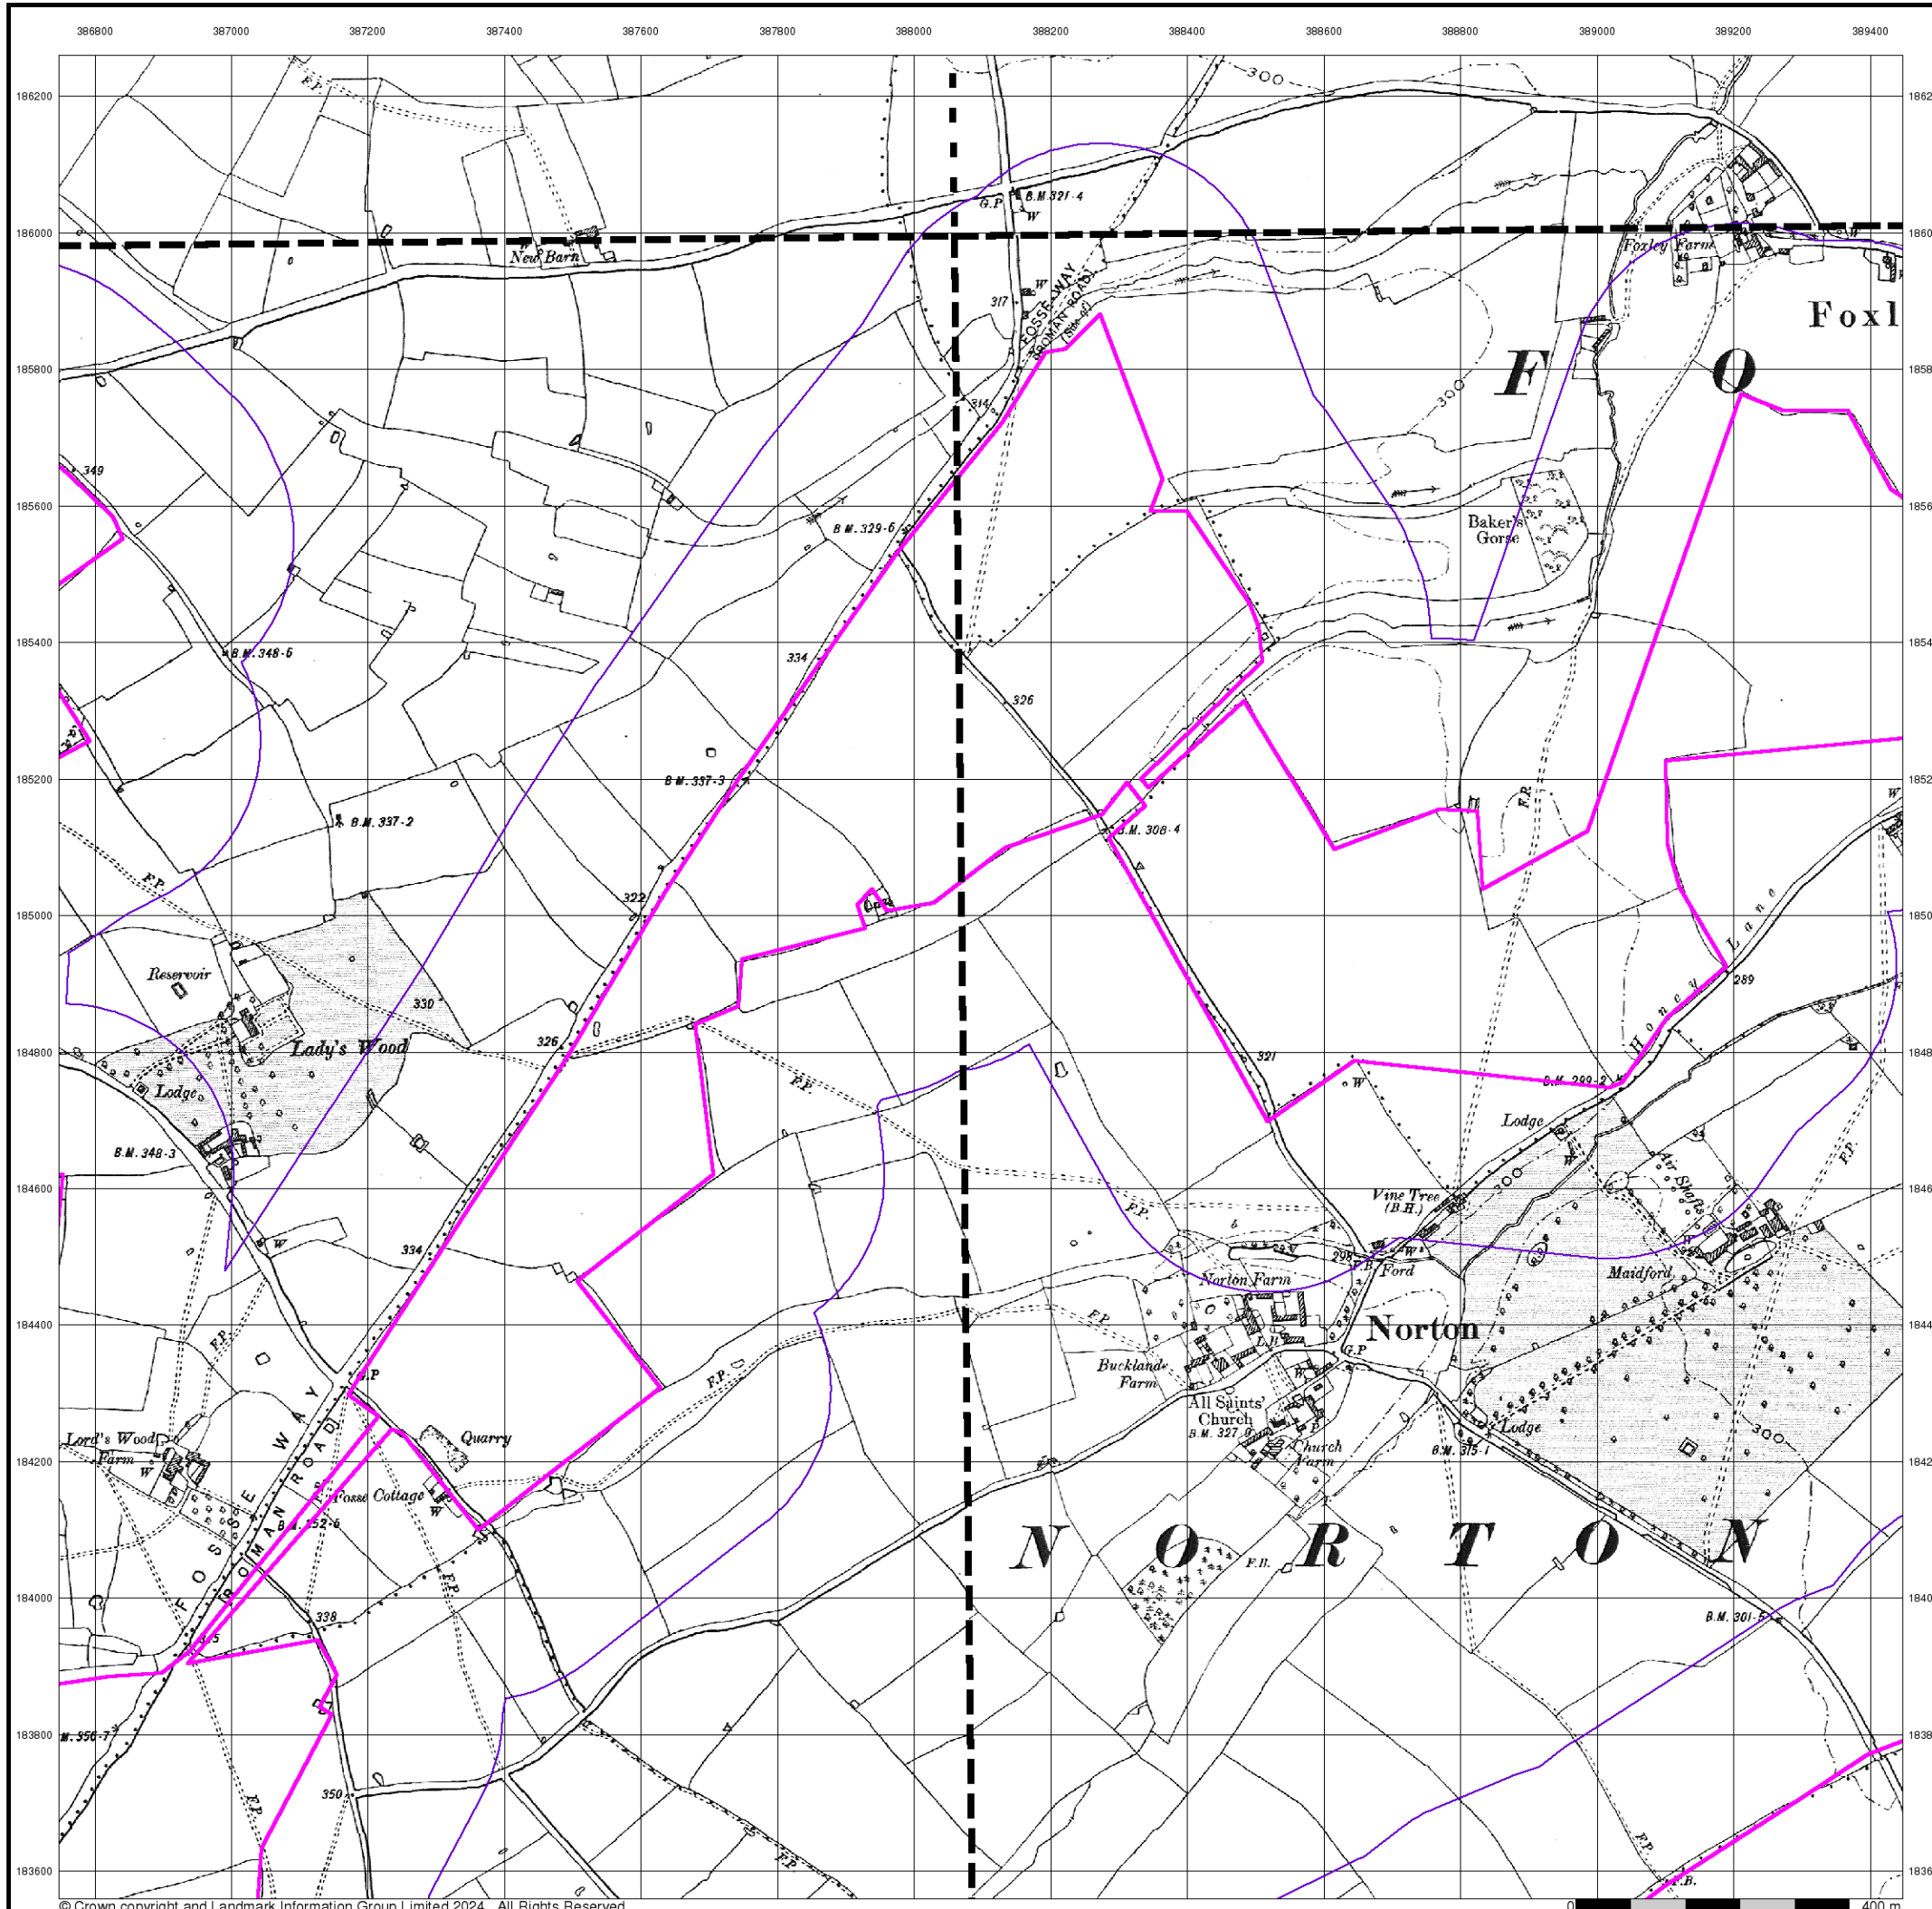 386800 387000 387200 387400 387600 387800 388000 388200 388400 388600 388800 389000 389200 389400
186200
F.P.
300
B.M. 321·4
G.P
W
186000
New Barn
Foxley Farm
W
FOSSE WAY
(ROMAN ROAD)
(Site of)
317
W
Foxl
185800
F O
300
314
349
185600
B.M. 329·6
Baker's
Gorse
185400
B.M. 348·6
334
326
185200
B.M. 337·3
F.P.
W
B.M. 337·2
B.M. 308·4
F.P.
322
185000
Honey Lane
Reservoir
330
289
Lady's Wood
326
184800
321
Lodge
F.P.
W
B.M. 299·2
B.M. 348·3
Lodge
W
F.P.
184600
Air Shafts
300
Vine Tree
(B.H.)
F.P.
W
334
298
F.B.
W
Ford
Norton Farm
Maidford
184400
F.P.
F.P.
Norton
L.B.
G.P
F.P.
Buckland
Farm
G.P
W
All Saints'
Church
B.M. 327·9
P
Lodge
300
Lord's Wood
Farm
W
Quarry
Church
Farm
B.M. 315·1
184200
FOSSE WAY
(ROMAN ROAD)
Fosse Cottage
W
B.M. 352·6
N O R T O N
F.B.
F.P.
184000
338
B.M. 301·5
183800
M. 356·7
350
F.P.
F.P.
183600
F.P.
F.B.
© Crown copyright and Landmark Information Group Limited 2024. All Rights Reserved.
0 400 m